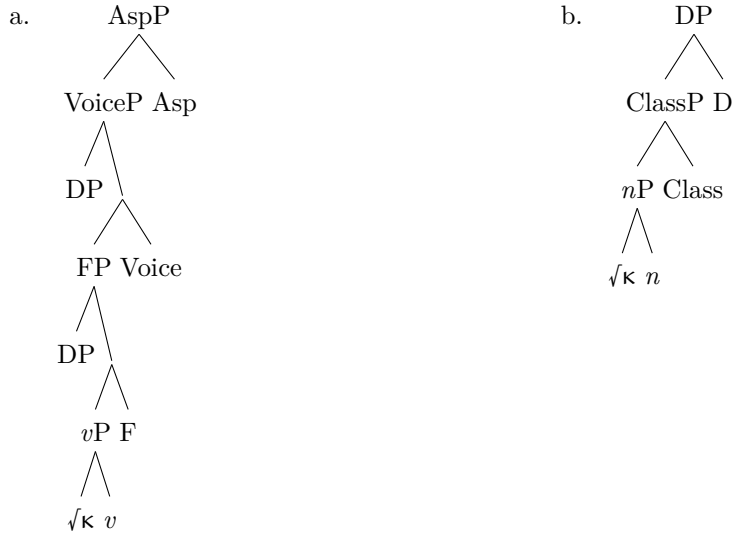 a. AspP b. DP
VoiceP Asp ClassP D
DP nP Class
FP Voice √κ n
DP
vP F
√κ v